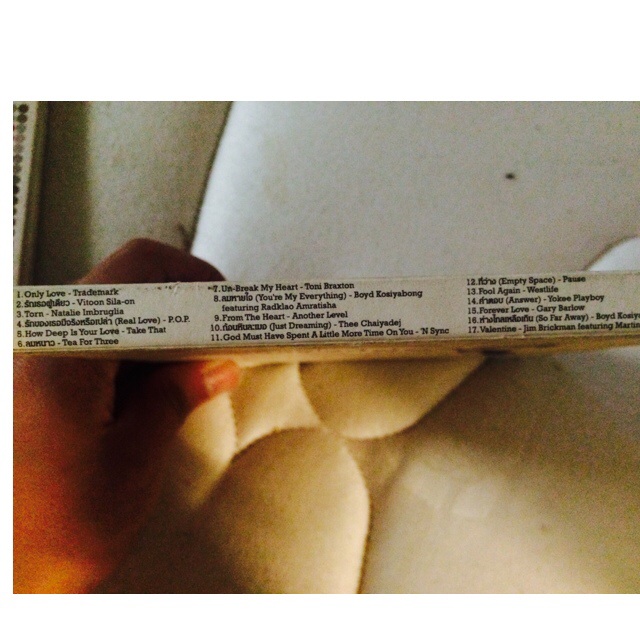 1.Only Love - Trademark
2.รักเธอผู้เดียว - Vitoon Sila-on
3.Torn - Natalie Imbruglia
4.รักของเธอมีจริงหรือเปล่า (Real Love) - P.O.P.
5.How Deep Is Your Love - Take That
6.ลมหนาว - Tea For Three
7.Un-Break My Heart - Toni Braxton
8.ลมหายใจ (You're My Everything) - Boyd Kosiyabong
featuring Radklao Amratisha
9.From The Heart - Another Level
10.ก้อนหินละเมอ (Just Dreaming) - Thee Chaiyadej
11.God Must Have Spent A Little More Time On You - 'N Sync
12.ที่ว่าง (Empty Space) - Pause
13.Fool Again - Westlife
14.คำตอบ (Answer) - Yokee Playboy
15.Forever Love - Gary Barlow
16.ห่างไกลเหลือเกิน (So Far Away) - Boyd Kosiya
17.Valentine - Jim Brickman featuring Martin